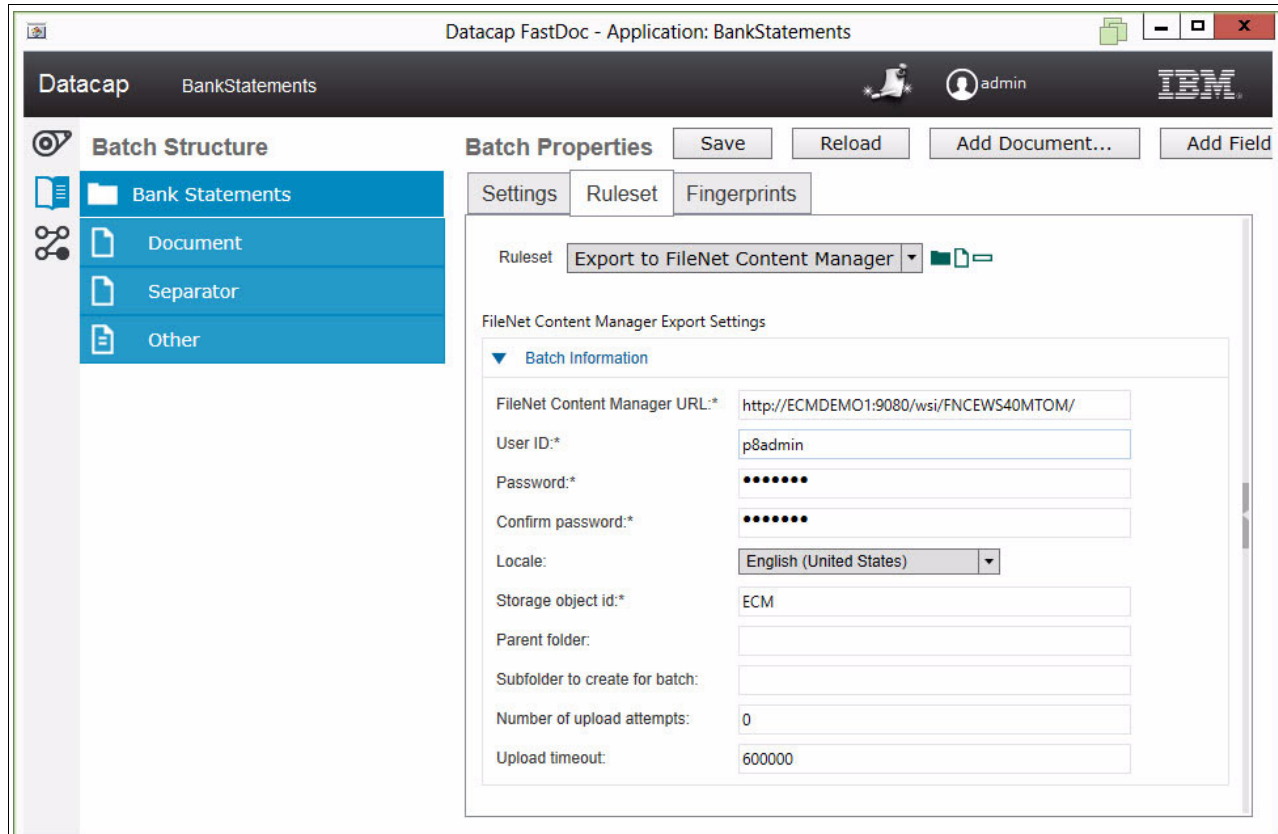 Datacap FastDoc - Application: BankStatements
Datacap BankStatements admin IBM
Batch Structure
Bank Statements
Document
Separator
Other
Batch Properties Save Reload Add Document... Add Field
Settings Ruleset Fingerprints
Ruleset Export to FileNet Content Manager
FileNet Content Manager Export Settings
Batch Information
FileNet Content Manager URL:* http://ECMDEMO1:9080/wsi/FNCEWS40MTOM/
User ID:* p8admin
Password:* •••••••
Confirm password:* •••••••
Locale: English (United States)
Storage object id:* ECM
Parent folder:
Subfolder to create for batch:
Number of upload attempts: 0
Upload timeout: 600000